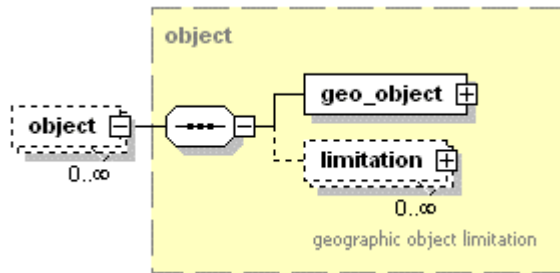 object
geo_object
object
0..∞
limitation
0..∞
geographic object limitation